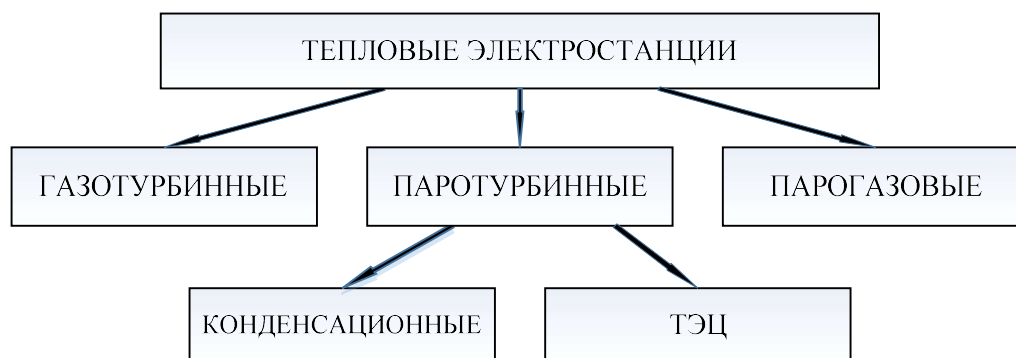 ТЕПЛОВЫЕ ЭЛЕКТРОСТАНЦИИ
ГАЗОТУРБИННЫЕ
ПАРОТУРБИННЫЕ
ПАРОГАЗОВЫЕ
КОНДЕНСАЦИОННЫЕ
ТЭЦ